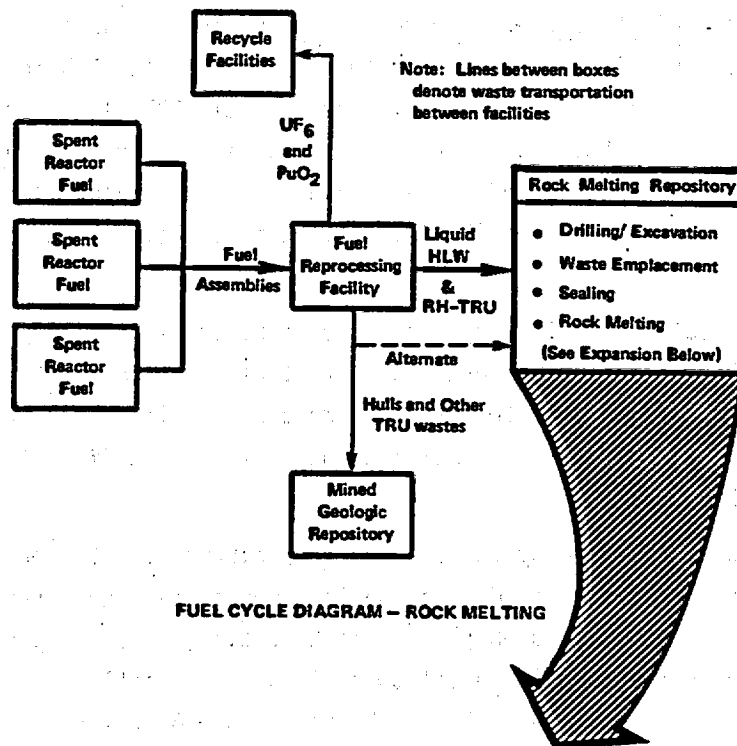 Recycle
Facilities
Note: Lines between boxes
denote waste transportation
between facilities
UF6
and
PuO2
Spent
Reactor
Fuel
Spent
Reactor
Fuel
Spent
Reactor
Fuel
Fuel
Assemblies
Fuel
Reprocessing
Facility
Liquid
HLW
&
RH-TRU
Rock Melting Repository
• Drilling/ Excavation
• Waste Emplacement
• Sealing
• Rock Melting
(See Expansion Below)
Alternate
Hulls and Other
TRU wastes
Mined
Geologic
Repository
FUEL CYCLE DIAGRAM – ROCK MELTING